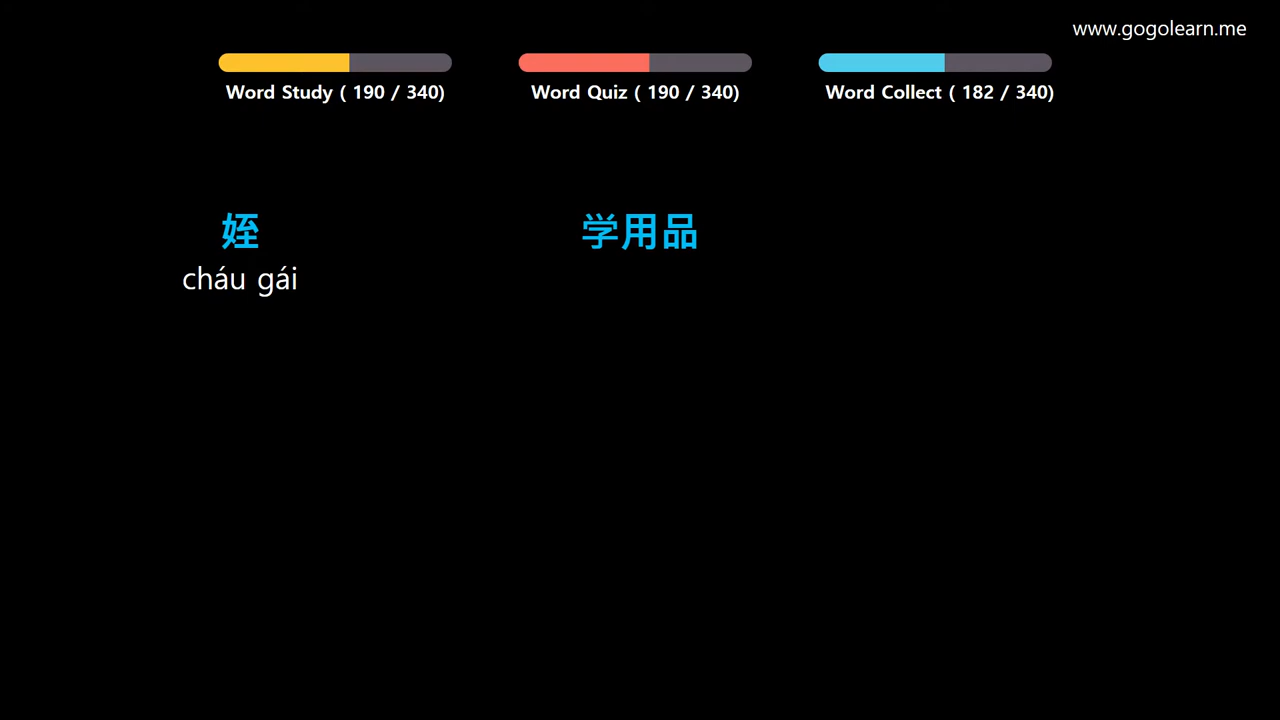 www.gogolearn.me
Word Study ( 190 / 340)
Word Quiz ( 190 / 340)
Word Collect ( 182 / 340)
姪
cháu gái
学用品